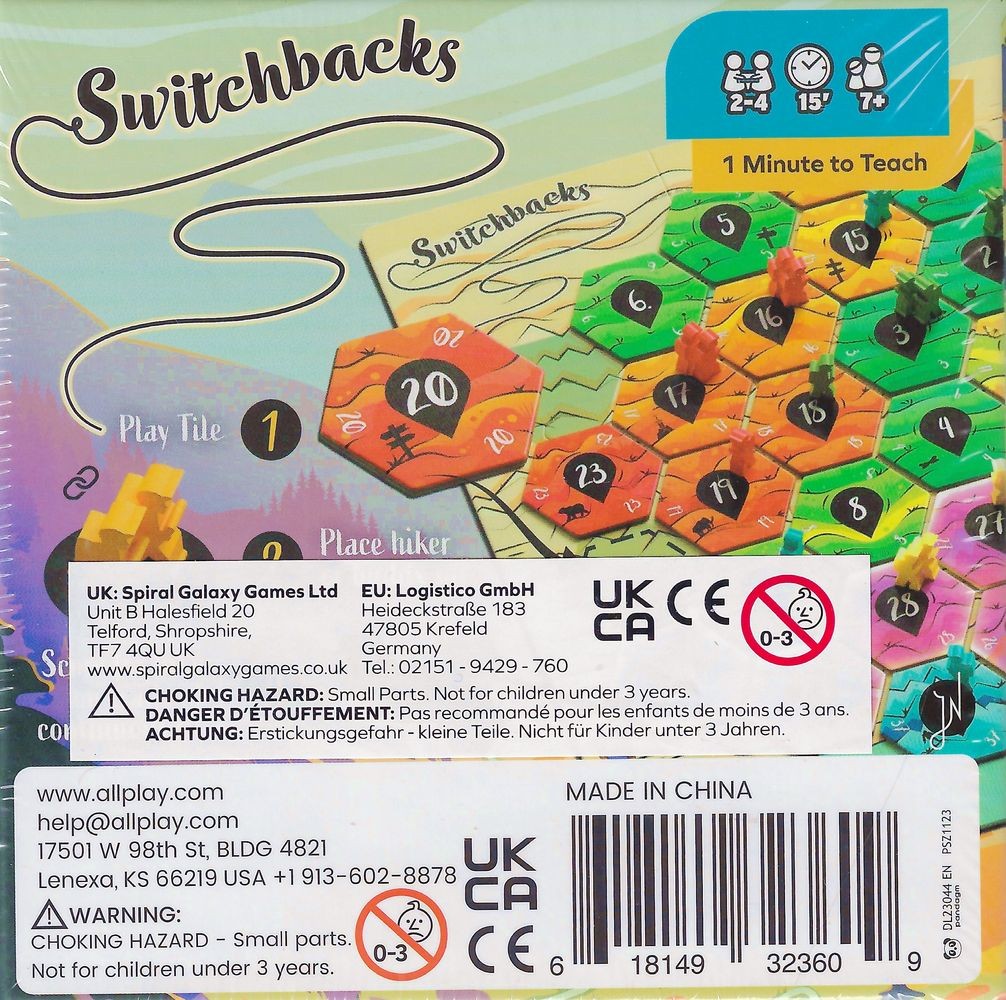 Switchbacks
2-4 15' 7+
1 Minute to Teach
Switchbacks
5
15
6.
16
3
2
20
20
20
20
17
18
4
23
19
8
27
28
Play Tile 1
Place hiker
UK: Spiral Galaxy Games Ltd
Unit B Halesfield 20
Telford, Shropshire,
TF7 4QU UK
www.spiralgalaxygames.co.uk
EU: Logistico GmbH
Heideckstraße 183
47805 Krefeld
Germany
Tel.: 02151 - 9429 - 760
UK
CA
CE
0-3
CHOKING HAZARD: Small Parts. Not for children under 3 years.
DANGER D'ÉTOUFFEMENT: Pas recommandé pour les enfants de moins de 3 ans.
ACHTUNG: Erstickungsgefahr - kleine Teile. Nicht für Kinder unter 3 Jahren.
www.allplay.com
help@allplay.com
17501 W 98th St, BLDG 4821
Lenexa, KS 66219 USA +1 913-602-8878
WARNING:
CHOKING HAZARD - Small parts.
Not for children under 3 years.
0-3
UK
CA
CE
MADE IN CHINA
6 18149 32360 9
DL23044 EN PSZ1123
pandagm